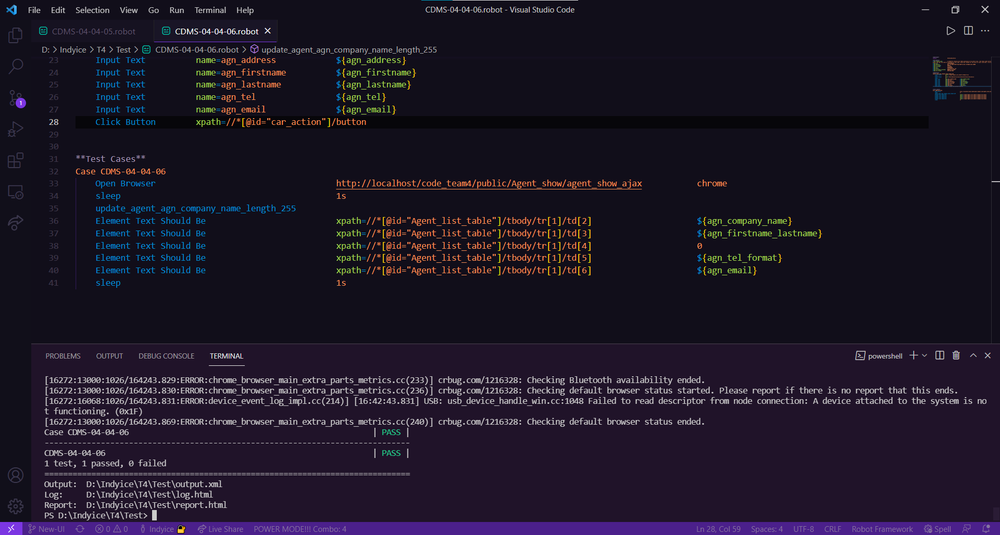 File Edit Selection View Go Run Terminal Help
CDMS-04-04-06.robot - Visual Studio Code
CDMS-04-04-05.robot
CDMS-04-04-06.robot
D: > Indyice > T4 > Test > CDMS-04-04-06.robot > update_agent_agn_company_name_length_255
23 Input Text name=agn_address ${agn_address}
24 Input Text name=agn_firstname ${agn_firstname}
25 Input Text name=agn_lastname ${agn_lastname}
26 Input Text name=agn_tel ${agn_tel}
27 Input Text name=agn_email ${agn_email}
28 Click Button xpath=//*[@id="car_action"]/button
29
30
31 **Test Cases**
32 Case CDMS-04-04-06
33 Open Browser http://localhost/code_team4/public/Agent_show/agent_show_ajax chrome
34 sleep 1s
35 update_agent_agn_company_name_length_255
36 Element Text Should Be xpath=//*[@id="Agent_list_table"]/tbody/tr[1]/td[2] ${agn_company_name}
37 Element Text Should Be xpath=//*[@id="Agent_list_table"]/tbody/tr[1]/td[3] ${agn_firstname_lastname}
38 Element Text Should Be xpath=//*[@id="Agent_list_table"]/tbody/tr[1]/td[4] 0
39 Element Text Should Be xpath=//*[@id="Agent_list_table"]/tbody/tr[1]/td[5] ${agn_tel_format}
40 Element Text Should Be xpath=//*[@id="Agent_list_table"]/tbody/tr[1]/td[6] ${agn_email}
41 sleep 1s
1
PROBLEMS OUTPUT DEBUG CONSOLE TERMINAL
powershell
[16272:13000:1026/164243.829:ERROR:chrome_browser_main_extra_parts_metrics.cc(233)] crbug.com/1216328: Checking Bluetooth availability ended.
[16272:13000:1026/164243.830:ERROR:chrome_browser_main_extra_parts_metrics.cc(236)] crbug.com/1216328: Checking default browser status started. Please report if there is no report that this ends.
[16272:16068:1026/164243.831:ERROR:device_event_log_impl.cc(214)] [16:42:43.831] USB: usb_device_handle_win.cc:1048 Failed to read descriptor from node connection: A device attached to the system is no
t functioning. (0x1F)
[16272:13000:1026/164243.869:ERROR:chrome_browser_main_extra_parts_metrics.cc(240)] crbug.com/1216328: Checking default browser status ended.
Case CDMS-04-04-06 | PASS |
------------------------------------------------------------------------------
CDMS-04-04-06 | PASS |
1 test, 1 passed, 0 failed
==============================================================================
Output: D:\Indyice\T4\Test\output.xml
Log: D:\Indyice\T4\Test\log.html
Report: D:\Indyice\T4\Test\report.html
PS D:\Indyice\T4\Test>
New-UI 0 0 Indyice Live Share POWER MODE!!! Combo: 4 Ln 28, Col 59 Spaces: 4 UTF-8 CRLF Robot Framework Spell